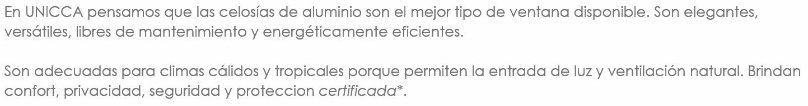 En UNICCA pensamos que las celosías de aluminio son el mejor tipo de ventana disponible. Son elegantes,
versátiles, libres de mantenimiento y energéticamente eficientes.
Son adecuadas para climas cálidos y tropicales porque permiten la entrada de luz y ventilación natural. Brindan
confort, privacidad, seguridad y proteccion certificada*.